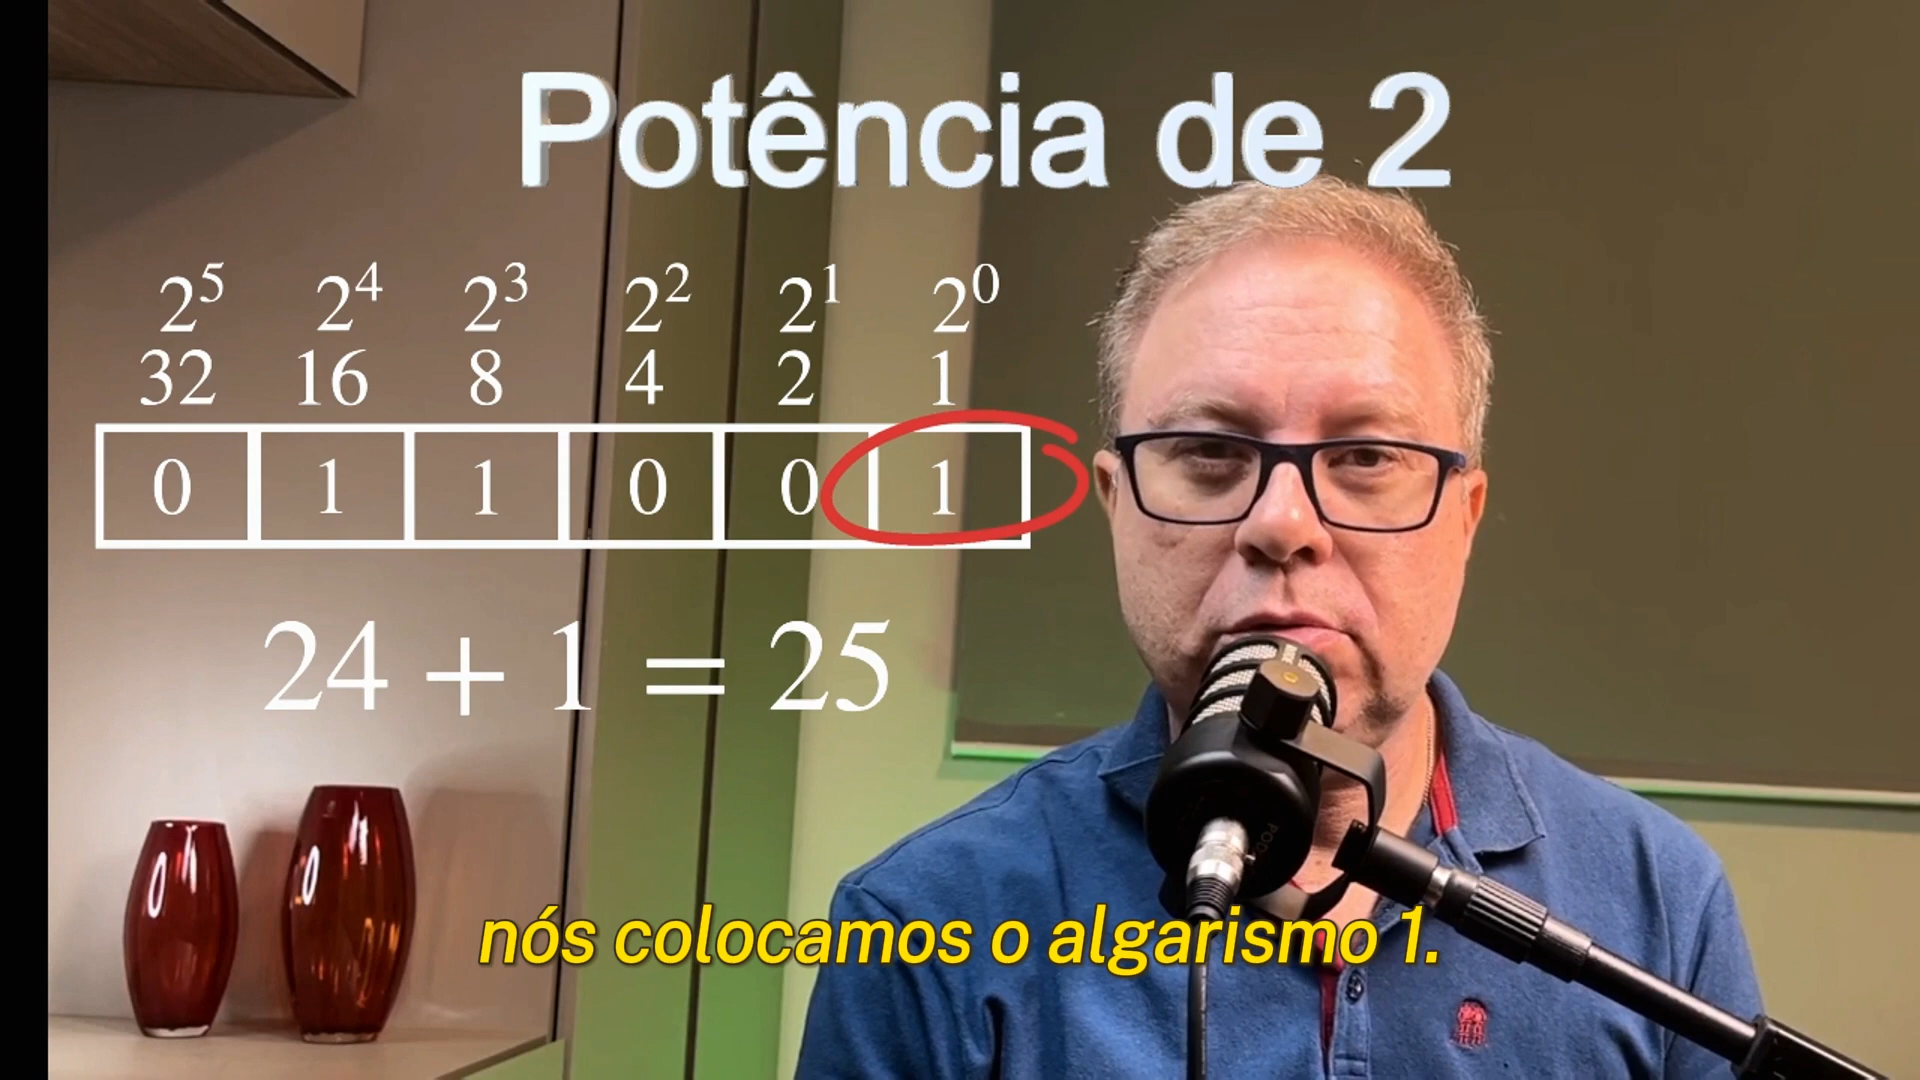 Potência de 2
2⁵ 2⁴ 2³ 2² 2¹ 2⁰
32 16 8 4 2 1
0 1 1 0 0 1
24 + 1 = 25
nós colocamos o algarismo 1.